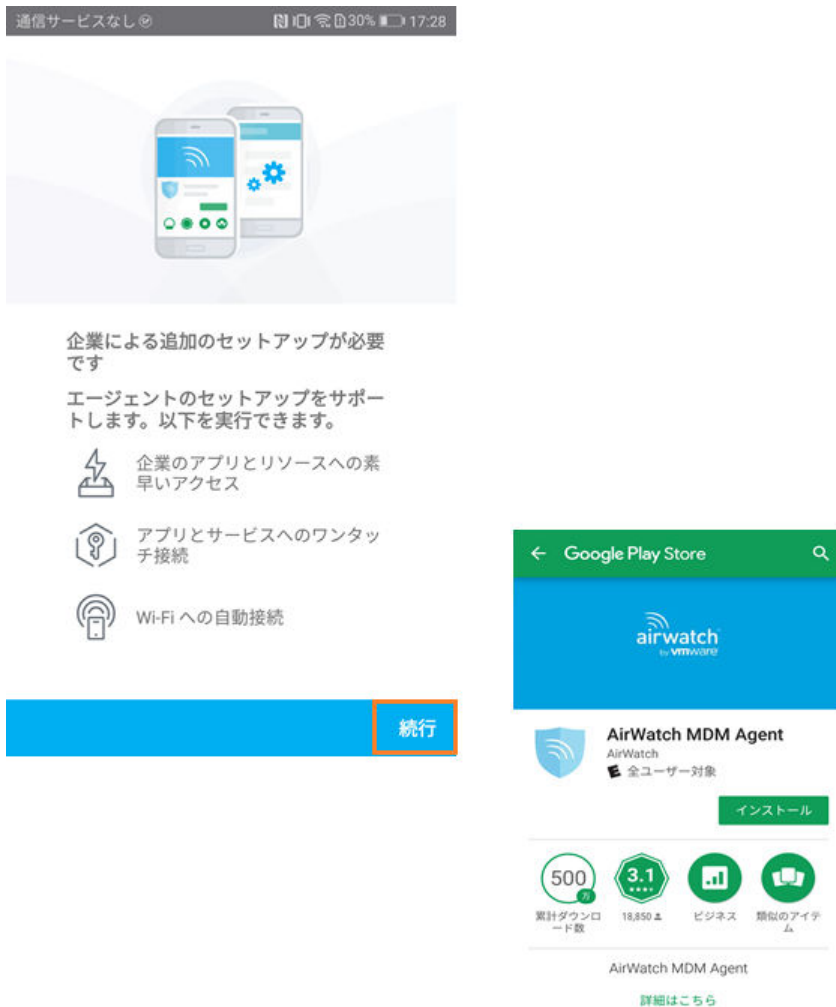 通信サービスなし
30% 17:28
企業による追加のセットアップが必要
です
エージェントのセットアップをサポー
トします。以下を実行できます。
企業のアプリとリソースへの素
早いアクセス
アプリとサービスへのワンタッ
チ接続
Wi-Fi への自動接続
続行
Google Play Store
airwatch
by vmware
AirWatch MDM Agent
AirWatch
E 全ユーザー対象
インストール
500
万
累計ダウンロ
ード数
3.1
18,850
ビジネス
類似のアイテ
ム
AirWatch MDM Agent
詳細はこちら